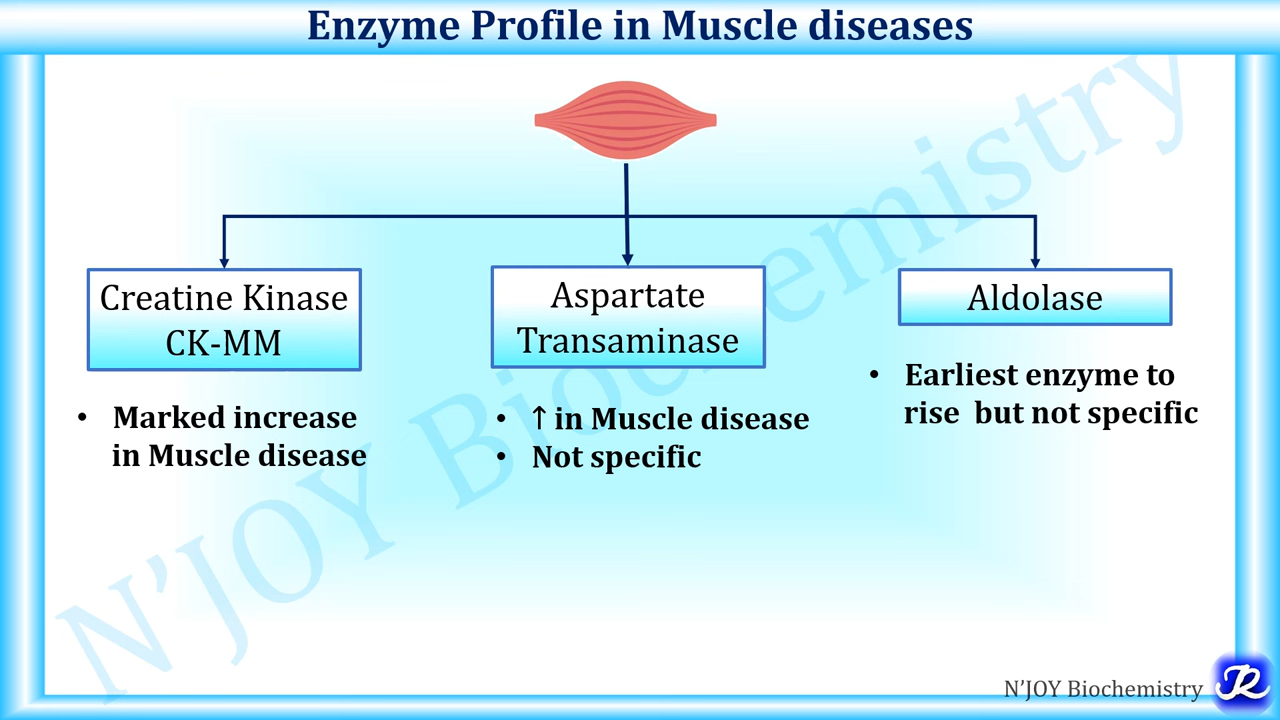 Enzyme Profile in Muscle diseases
Creatine Kinase
CK-MM
• Marked increase
in Muscle disease
Aspartate
Transaminase
• ↑ in Muscle disease
• Not specific
Aldolase
• Earliest enzyme to
rise but not specific
N'JOY Biochemistry
N'JOY Biochemistry